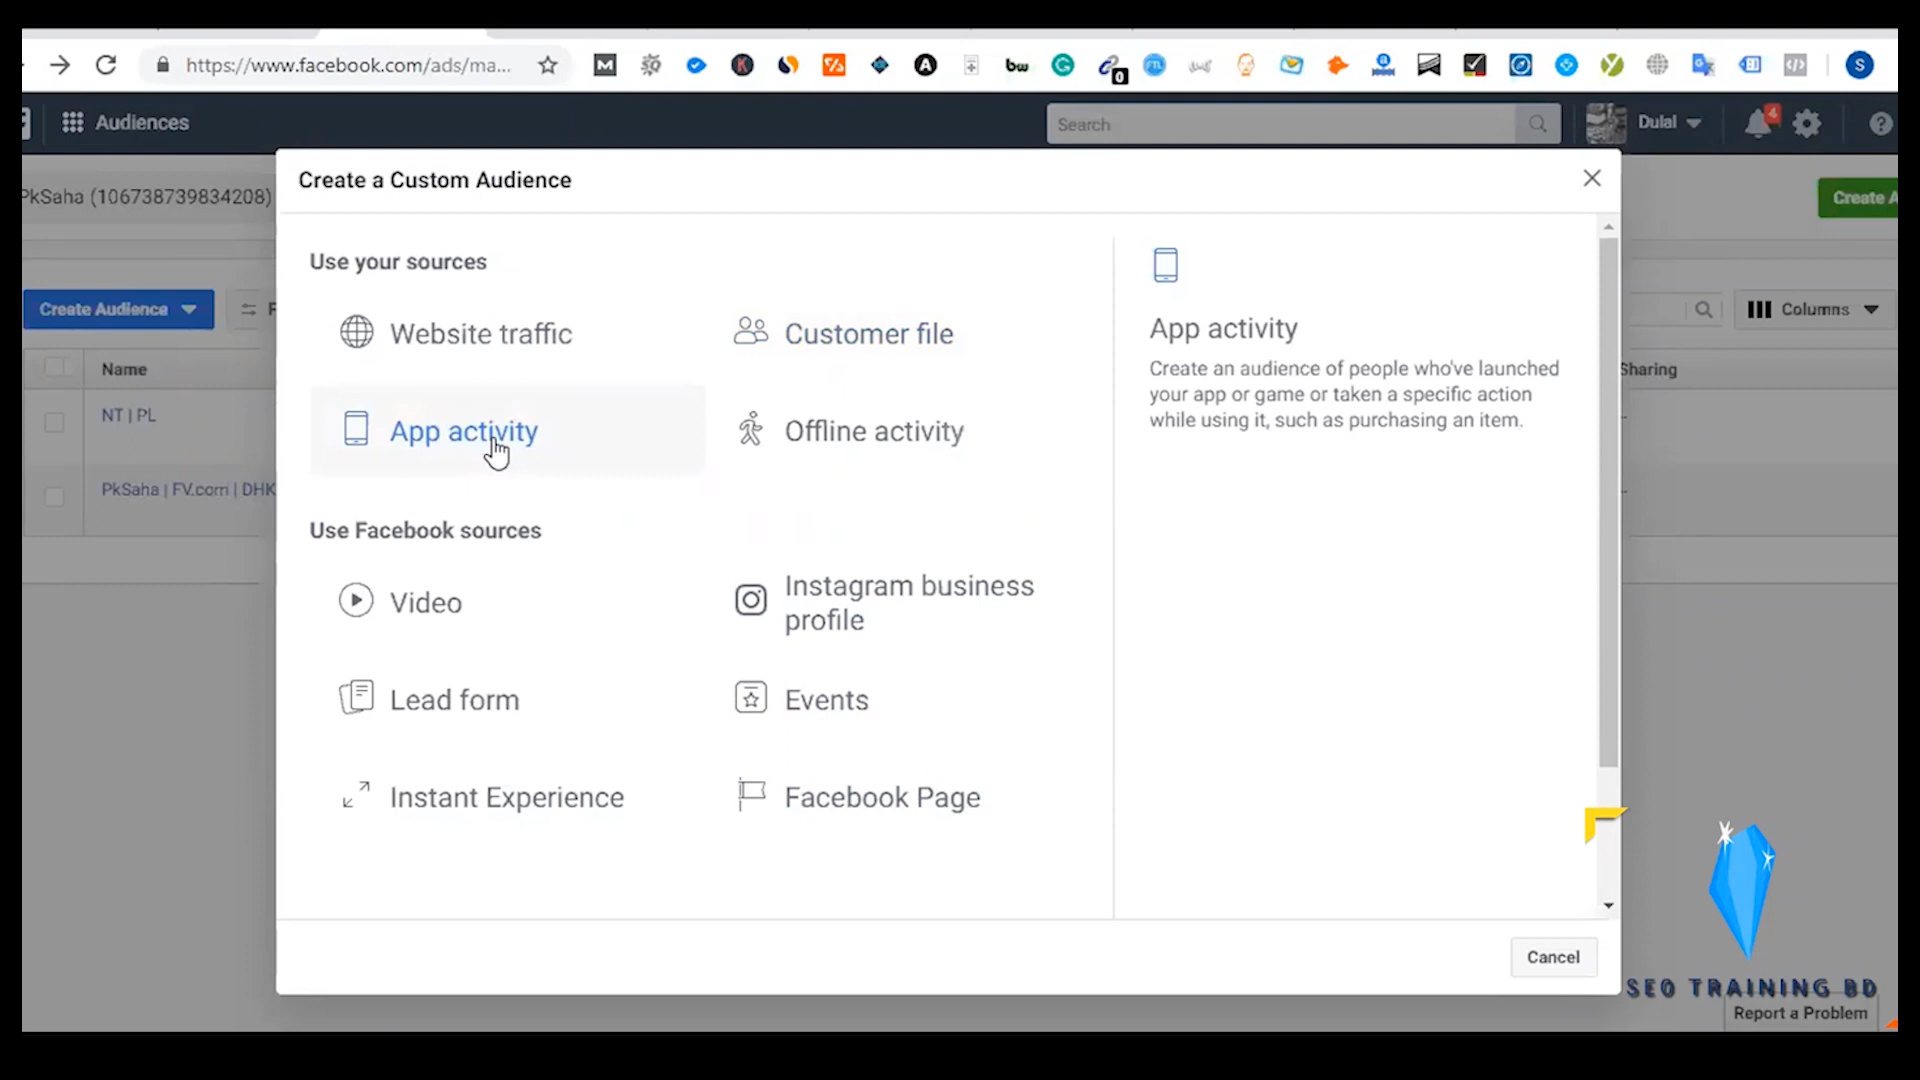 https://www.facebook.com/ads/ma...
Audiences
Search
Dulal
4
PkSaha (106738739834208)
Create A
Create Audience
Columns
Name
Sharing
NT | PL
PkSaha | FV.com | DHK
Create a Custom Audience
Use your sources
Website traffic
Customer file
App activity
Offline activity
Use Facebook sources
Video
Instagram business
profile
Lead form
Events
Instant Experience
Facebook Page
App activity
Create an audience of people who've launched
your app or game or taken a specific action
while using it, such as purchasing an item.
Cancel
SEO TRAINING BD
Report a Problem